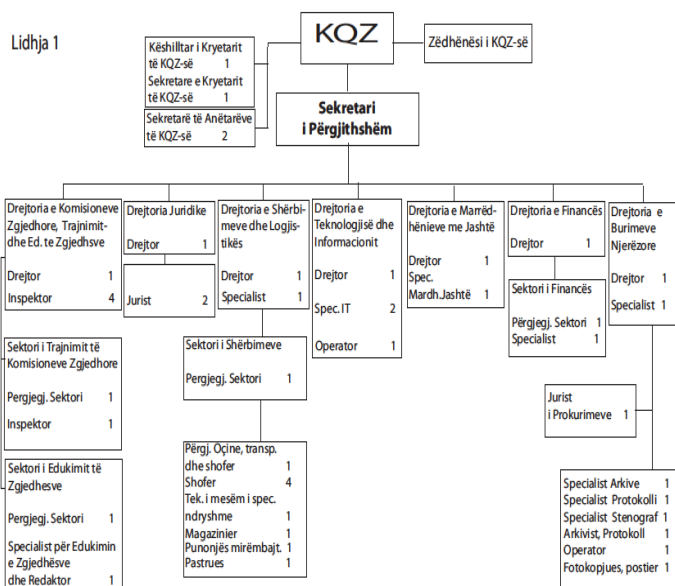 Lidhja 1
KQZ
Këshilltar i Kryetarit
të KQZ-së 1
Sekretare e Kryetarit
të KQZ-së 1
Sekretarë të Anëtarëve
të KQZ-së 2
Zëdhënësi i KQZ-së
Sekretari
i Përgjithshëm
Drejtoria e Komisioneve
Zgjedhore, Trajnimit-
dhe Ed. te Zgjedhsve
Drejtor 1
Inspektor 4
Drejtoria Juridike
Drejtor 1
Jurist 2
Drejtoria e Shërbi-
meve dhe Logjis-
tikës
Drejtor 1
Specialist 1
Drejtoria e
Teknologjisë dhe
Informacionit
Drejtor 1
Spec. IT 2
Operator 1
Drejtoria e Marrëd-
hënieve me Jashtë
Drejtor 1
Spec.
Mardh.Jashtë 1
Drejtoria e Financës
Drejtor 1
Sektori i Financës
Përgjegj. Sektori 1
Specialist 1
Drejtoria e
Burimeve
Njerëzore
Drejtor 1
Specialist 1
Sektori i Trajnimit të
Komisioneve Zgjedhore
Pergjegj. Sektori 1
Inspektor 1
Sektori i Shërbimeve
Pergjegj. Sektori 1
Jurist
i Prokurimeve 1
Sektori i Edukimit të
Zgjedhesve
Pergjegj. Sektori 1
Specialist për Edukimin
e Zgjedhësve
dhe Redaktor 1
Përgj. Oçine, transp.
dhe shofer 1
Shofer 4
Tek. i mesëm i spec.
ndryshme 1
Magazinier 1
Punonjës mirëmbajt. 1
Pastrues 1
Specialist Arkive 1
Specialist Protokolli 1
Specialist Stenograf 1
Arkivist, Protokoll 1
Operator 1
Fotokopjues, postier 1